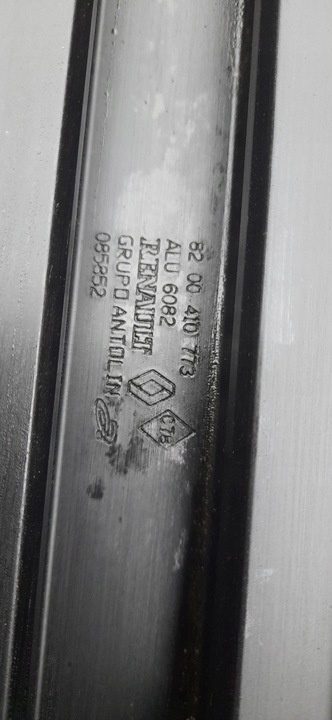 82 00 410 773
ALU 6082
RENAULT
GRUPO ANTOLIN
085852